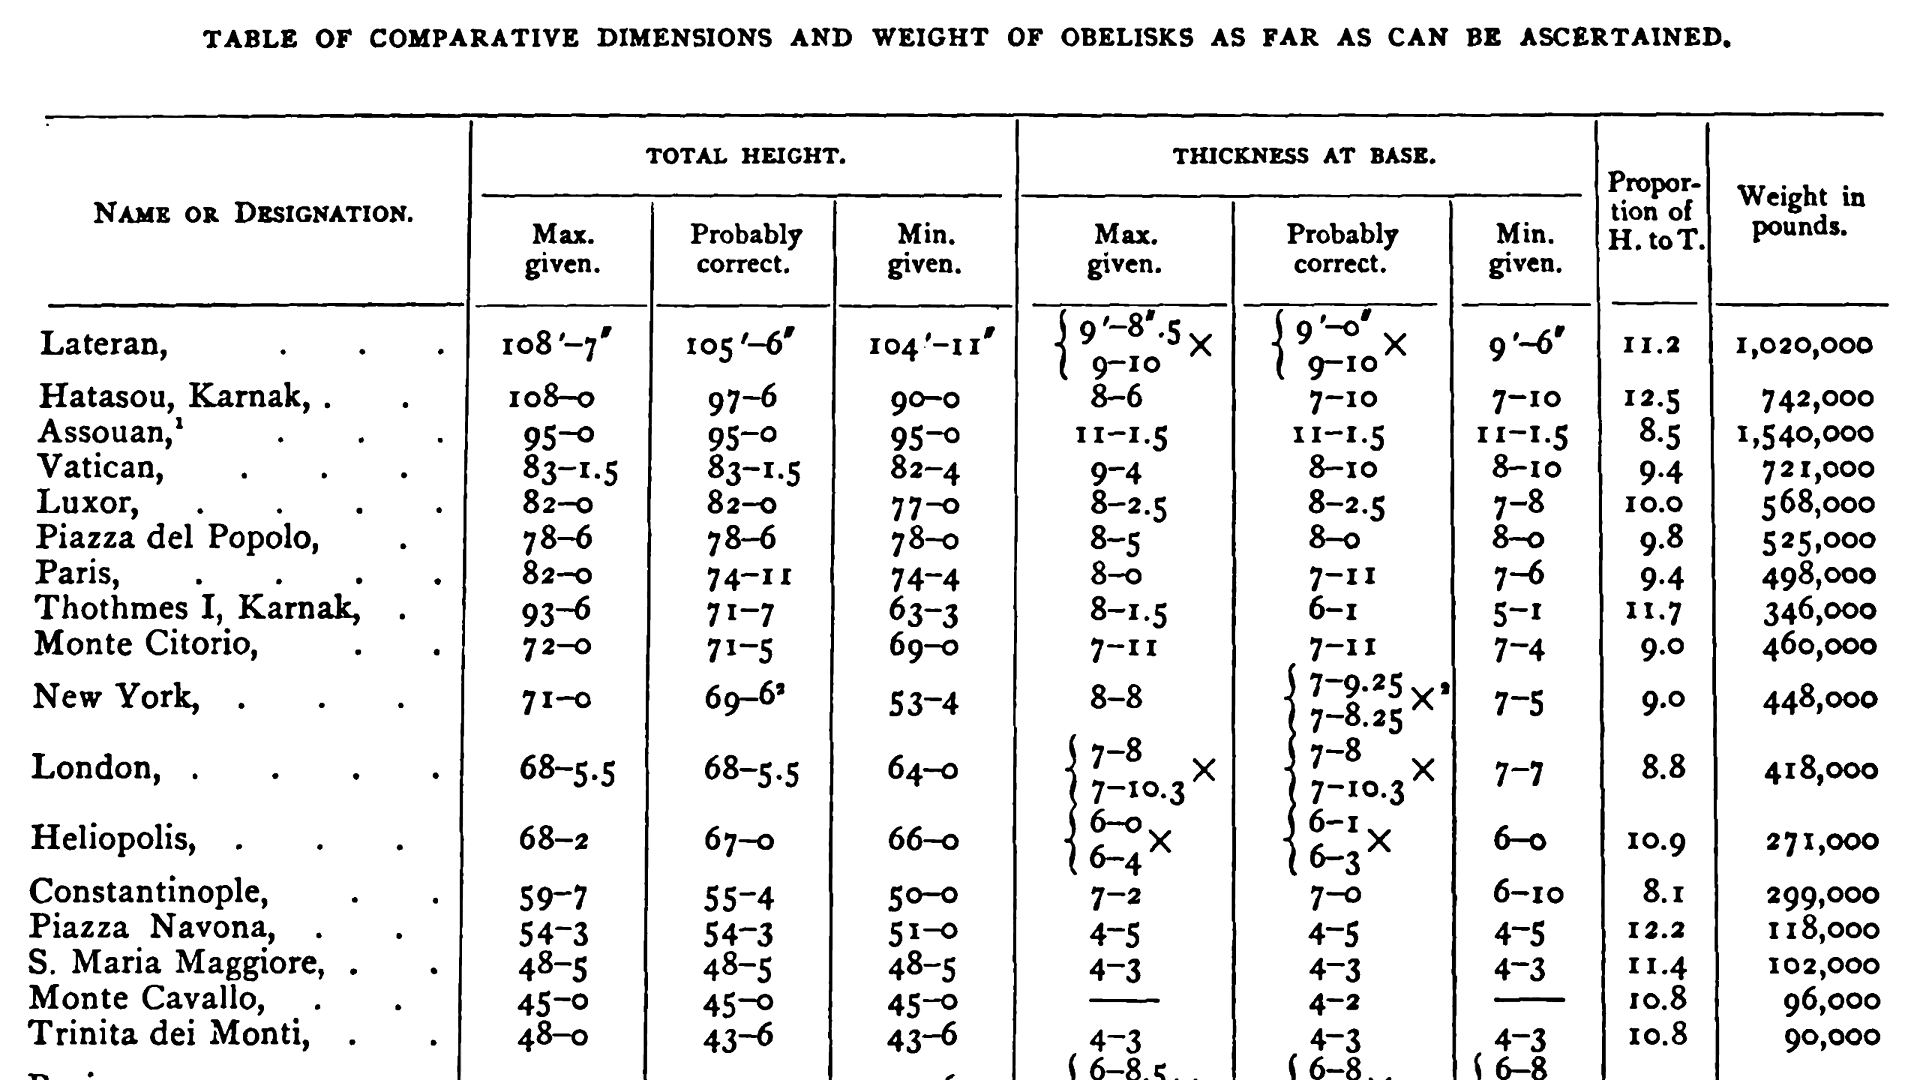 TABLE OF COMPARATIVE DIMENSIONS AND WEIGHT OF OBELISKS AS FAR AS CAN BE ASCERTAINED.
NAME OR DESIGNATION. TOTAL HEIGHT. THICKNESS AT BASE. Propor-tion of H. to T. Weight in pounds.
Max. given. Probably correct. Min. given. Max. given. Probably correct. Min. given.
Lateran, . . . 108'-7" 105'-6" 104'-11" { 9'-8".5 × 9-10 { 9'-0" × 9-10 9'-6" 11.2 1,020,000
Hatasou, Karnak, . . 108-0 97-6 90-0 8-6 7-10 7-10 12.5 742,000
Assouan,¹ . . . 95-0 95-0 95-0 11-1.5 11-1.5 11-1.5 8.5 1,540,000
Vatican, . . . 83-1.5 83-1.5 82-4 9-4 8-10 8-10 9.4 721,000
Luxor, . . . . 82-0 82-0 77-0 8-2.5 8-2.5 7-8 10.0 568,000
Piazza del Popolo, . 78-6 78-6 78-0 8-5 8-0 8-0 9.8 525,000
Paris, . . . . 82-0 74-11 74-4 8-0 7-11 7-6 9.4 498,000
Thothmes I, Karnak, . 93-6 71-7 63-3 8-1.5 6-1 5-1 11.7 346,000
Monte Citorio, . . 72-0 71-5 69-0 7-11 7-11 7-4 9.0 460,000
New York, . . . 71-0 69-6² 53-4 8-8 { 7-9.25 ײ 7-8.25 7-5 9.0 448,000
London, . . . . 68-5.5 68-5.5 64-0 { 7-8 × 7-10.3 { 7-8 × 7-10.3 7-7 8.8 418,000
Heliopolis, . . . 68-2 67-0 66-0 { 6-0 × 6-4 { 6-1 × 6-3 6-0 10.9 271,000
Constantinople, . . 59-7 55-4 50-0 7-2 7-0 6-10 8.1 299,000
Piazza Navona, . . 54-3 54-3 51-0 4-5 4-5 4-5 12.2 118,000
S. Maria Maggiore, . . 48-5 48-5 48-5 4-3 4-3 4-3 11.4 102,000
Monte Cavallo, . . 45-0 45-0 45-0 — 4-2 — 10.8 96,000
Trinita dei Monti, . . 48-0 43-6 43-6 4-3 4-3 4-3 10.8 90,000
{ 6-8.5 { 6-8 { 6-8